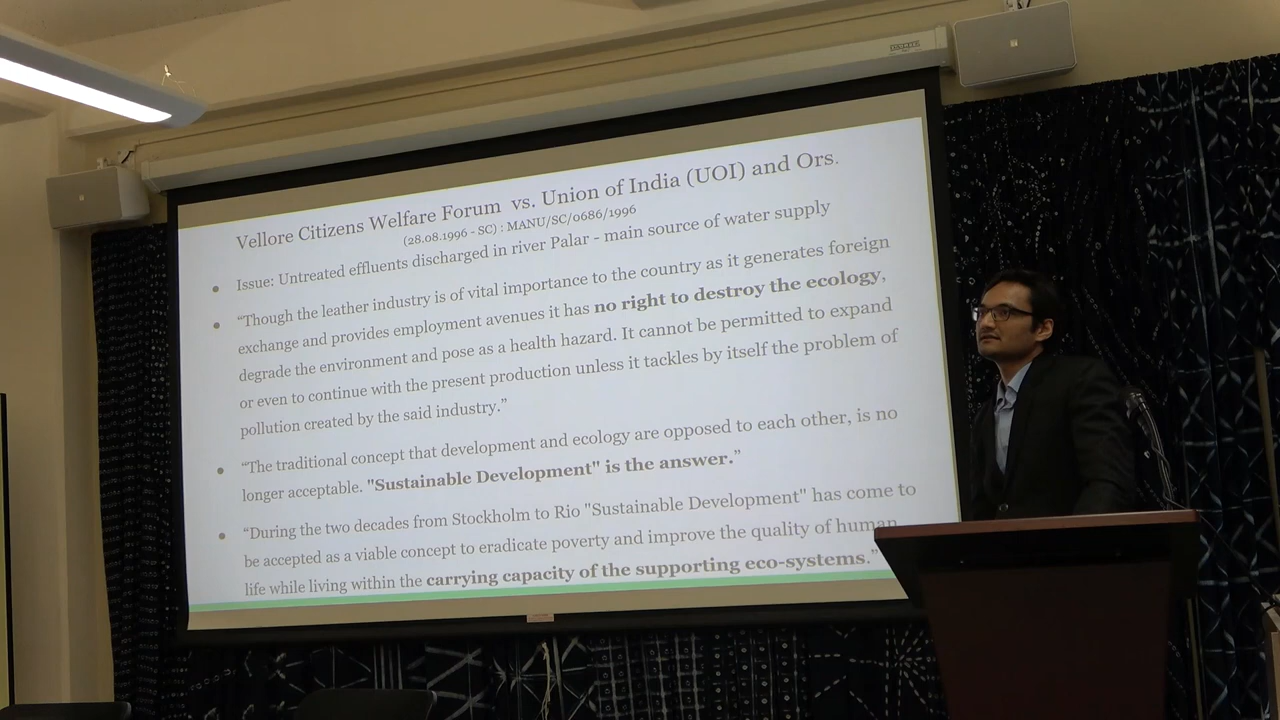 Vellore Citizens Welfare Forum vs. Union of India (UOI) and Ors.
(28.08.1996 - SC) : MANU/SC/0686/1996
● Issue: Untreated effluents discharged in river Palar - main source of water supply
● “Though the leather industry is of vital importance to the country as it generates foreign
exchange and provides employment avenues it has no right to destroy the ecology,
degrade the environment and pose as a health hazard. It cannot be permitted to expand
or even to continue with the present production unless it tackles by itself the problem of
pollution created by the said industry.”
● “The traditional concept that development and ecology are opposed to each other, is no
longer acceptable. "Sustainable Development" is the answer.”
● “During the two decades from Stockholm to Rio "Sustainable Development" has come to
be accepted as a viable concept to eradicate poverty and improve the quality of human
life while living within the carrying capacity of the supporting eco-systems.”